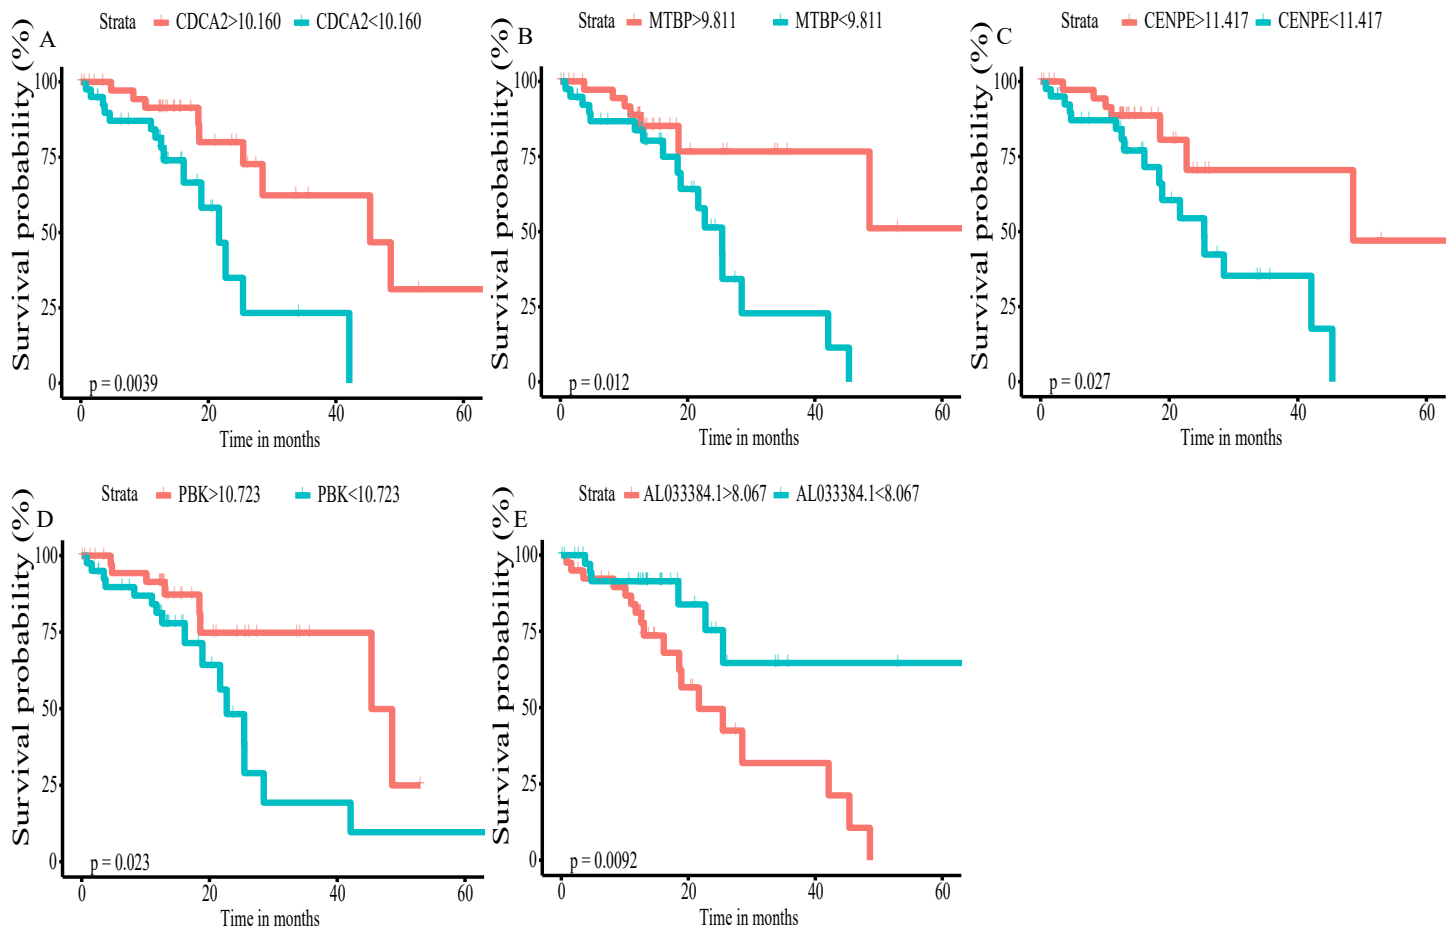 Strata CDCA2>10.160 CDCA2<10.160
A
Survival probability (%)
100
75
50
25
0
p = 0.0039
0 20 40 60
Time in months
Strata MTBP>9.811 MTBP<9.811
B
Survival probability (%)
100
75
50
25
0
p = 0.012
0 20 40 60
Time in months
Strata CENPE>11.417 CENPE<11.417
C
Survival probability (%)
100
75
50
25
0
p = 0.027
0 20 40 60
Time in months
Strata PBK>10.723 PBK<10.723
D
Survival probability (%)
100
75
50
25
0
p = 0.023
0 20 40 60
Time in months
Strata AL033384.1>8.067 AL033384.1<8.067
E
Survival probability (%)
100
75
50
25
0
p = 0.0092
0 20 40 60
Time in months